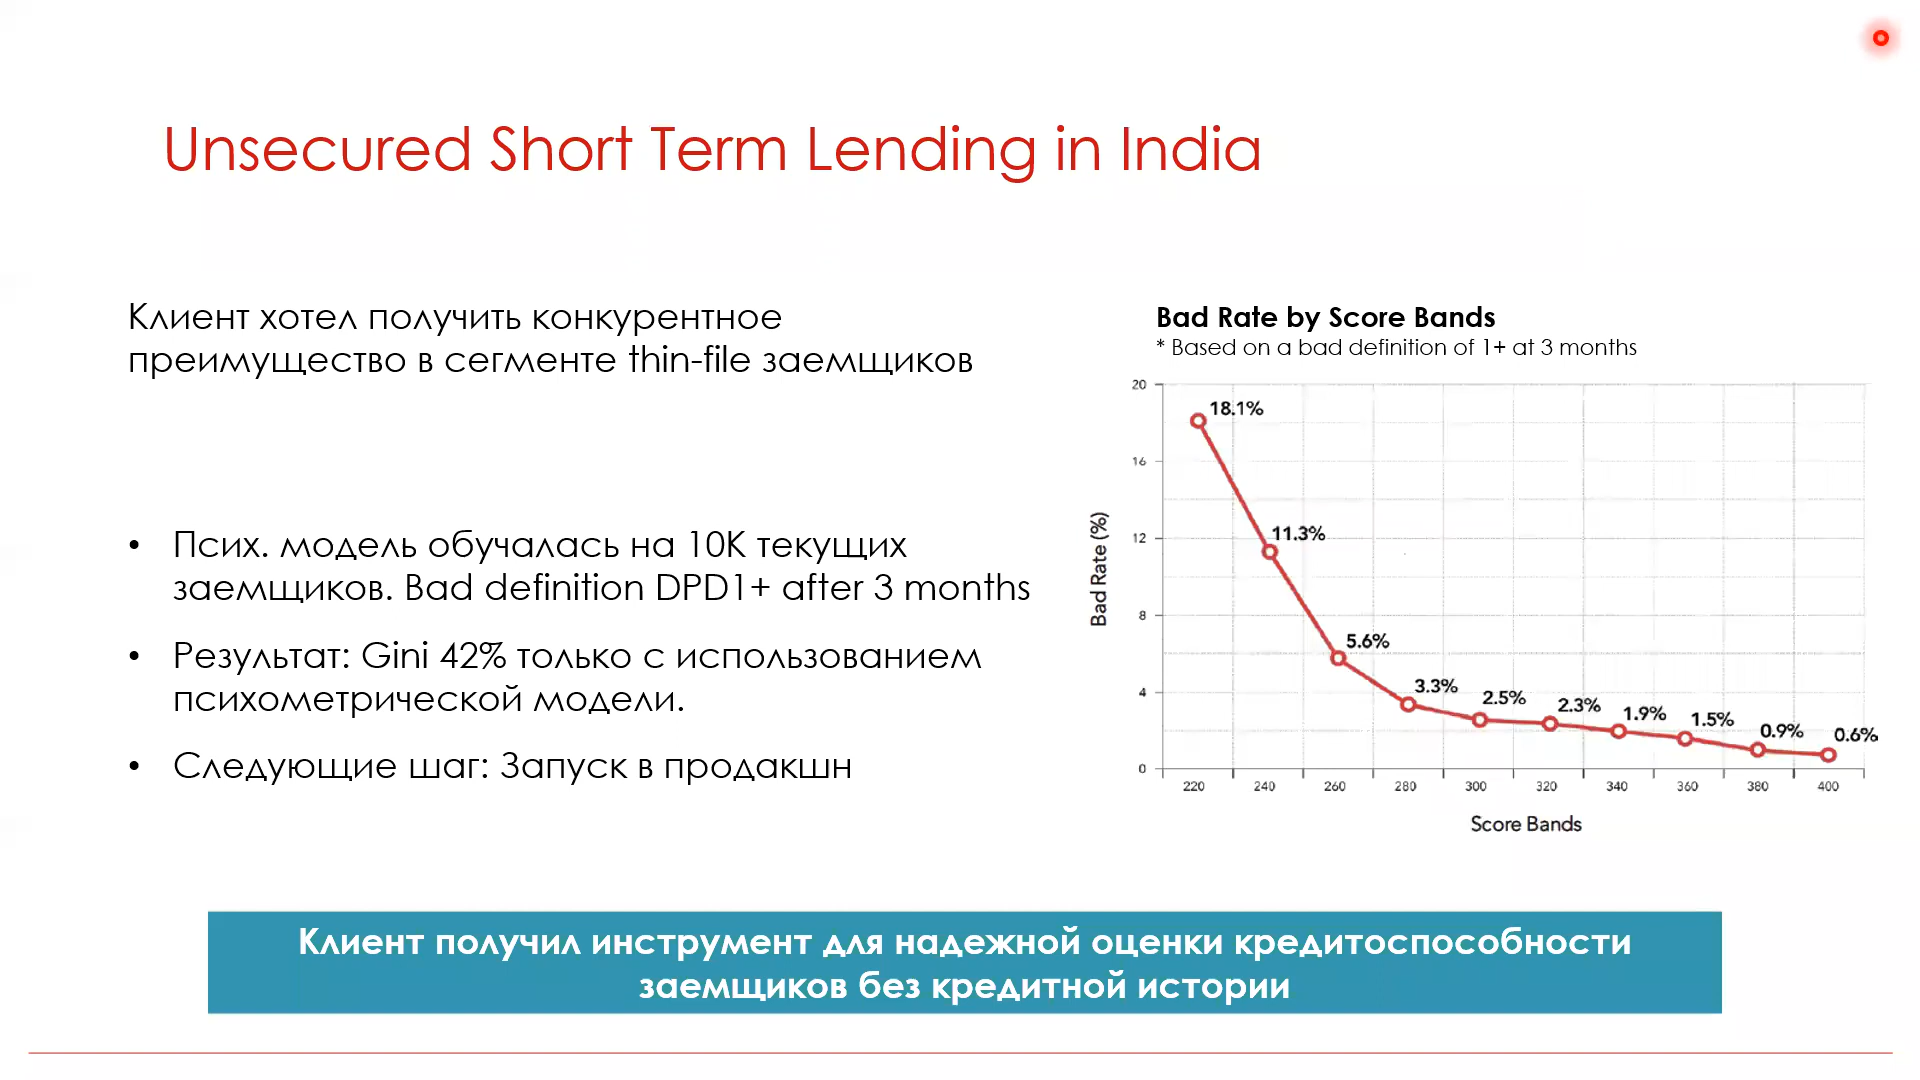 Unsecured Short Term Lending in India
Клиент хотел получить конкурентное
преимущество в сегменте thin-file заемщиков
• Псих. модель обучалась на 10К текущих
заемщиков. Bad definition DPD1+ after 3 months
• Результат: Gini 42% только с использованием
психометрической модели.
• Следующие шаг: Запуск в продакшн
Bad Rate by Score Bands
* Based on a bad definition of 1+ at 3 months
Bad Rate (%)
20
16
12
8
4
0
18.1%
11.3%
5.6%
3.3%
2.5%
2.3%
1.9%
1.5%
0.9%
0.6%
220 240 260 280 300 320 340 360 380 400
Score Bands
Клиент получил инструмент для надежной оценки кредитоспособности
заемщиков без кредитной истории